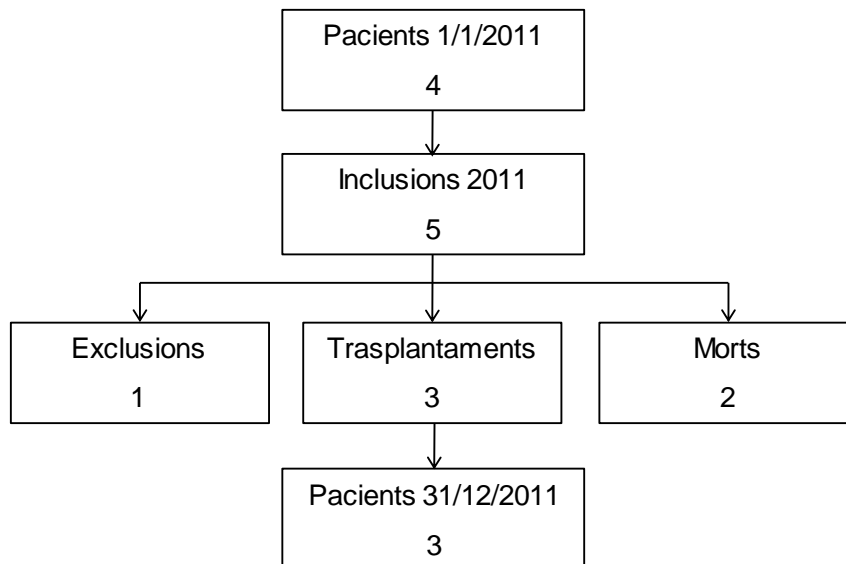 Pacients 1/1/2011
4
Inclusions 2011
5
Exclusions
1
Trasplantaments
3
Morts
2
Pacients 31/12/2011
3